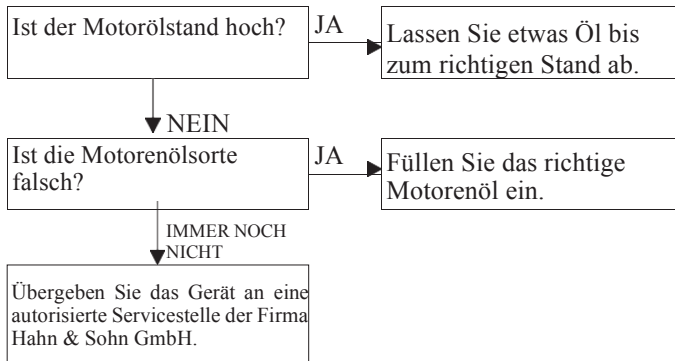 Ist der Motorölstand hoch?
JA
Lassen Sie etwas Öl bis
zum richtigen Stand ab.
NEIN
Ist die Motorenölsorte
falsch?
JA
Füllen Sie das richtige
Motorenöl ein.
IMMER NOCH
NICHT
Übergeben Sie das Gerät an eine
autorisierte Servicestelle der Firma
Hahn & Sohn GmbH.